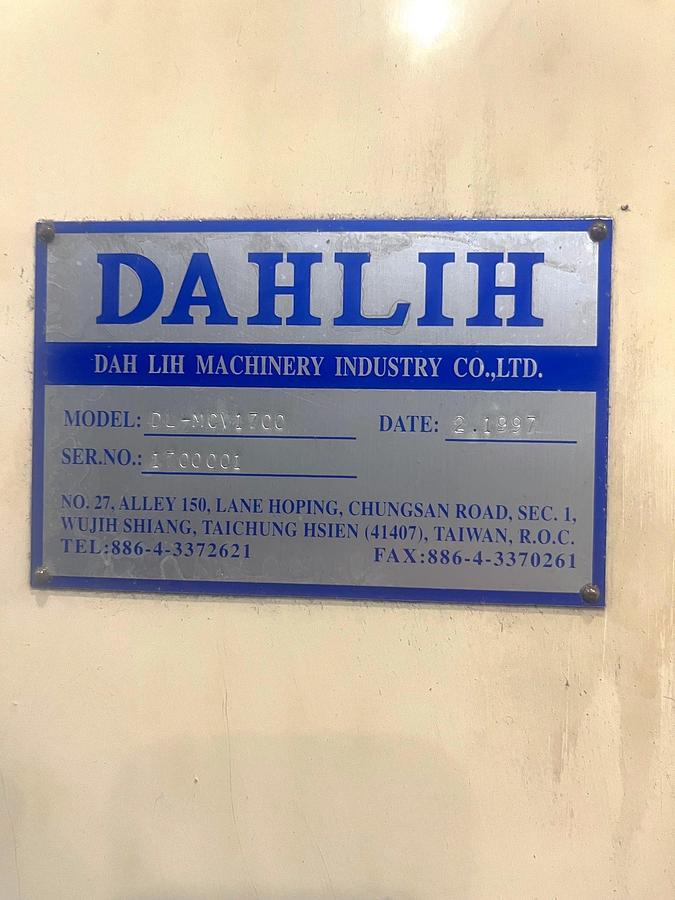 DAHLIH
DAH LIH MACHINERY INDUSTRY CO.,LTD.
MODEL: DL-MCV1700 DATE: 2.1997
SER.NO.: 1700001
NO. 27, ALLEY 150, LANE HOPING, CHUNGSAN ROAD, SEC. 1,
WUJIH SHIANG, TAICHUNG HSIEN (41407), TAIWAN, R.O.C.
TEL:886-4-3372621 FAX:886-4-3370261